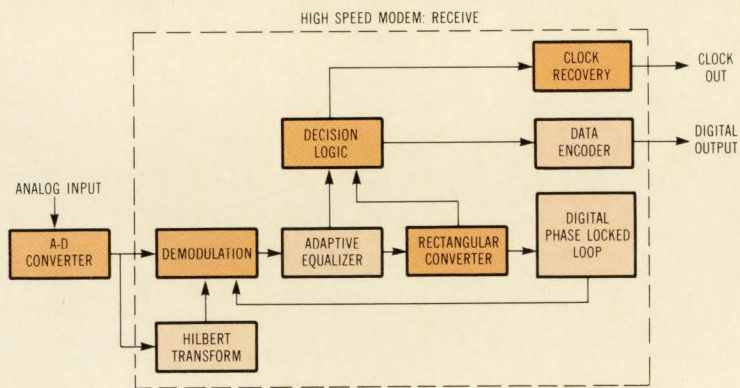 HIGH SPEED MODEM: RECEIVE
CLOCK
RECOVERY
CLOCK
OUT
DECISION
LOGIC
DATA
ENCODER
DIGITAL
OUTPUT
ANALOG INPUT
A-D
CONVERTER
DEMODULATION
ADAPTIVE
EQUALIZER
RECTANGULAR
CONVERTER
DIGITAL
PHASE LOCKED
LOOP
HILBERT
TRANSFORM